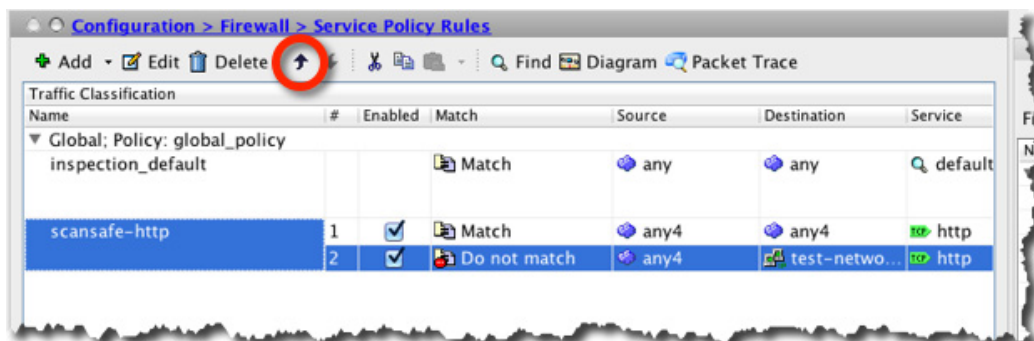 Configuration > Firewall > Service Policy Rules
Add Edit Delete Find Diagram Packet Trace
Traffic Classification
Name # Enabled Match Source Destination Service
Global; Policy: global_policy
inspection_default Match any any default
scansafe-http 1 Match any4 any4 TCP http
2 Do not match any4 test-netwo... TCP http